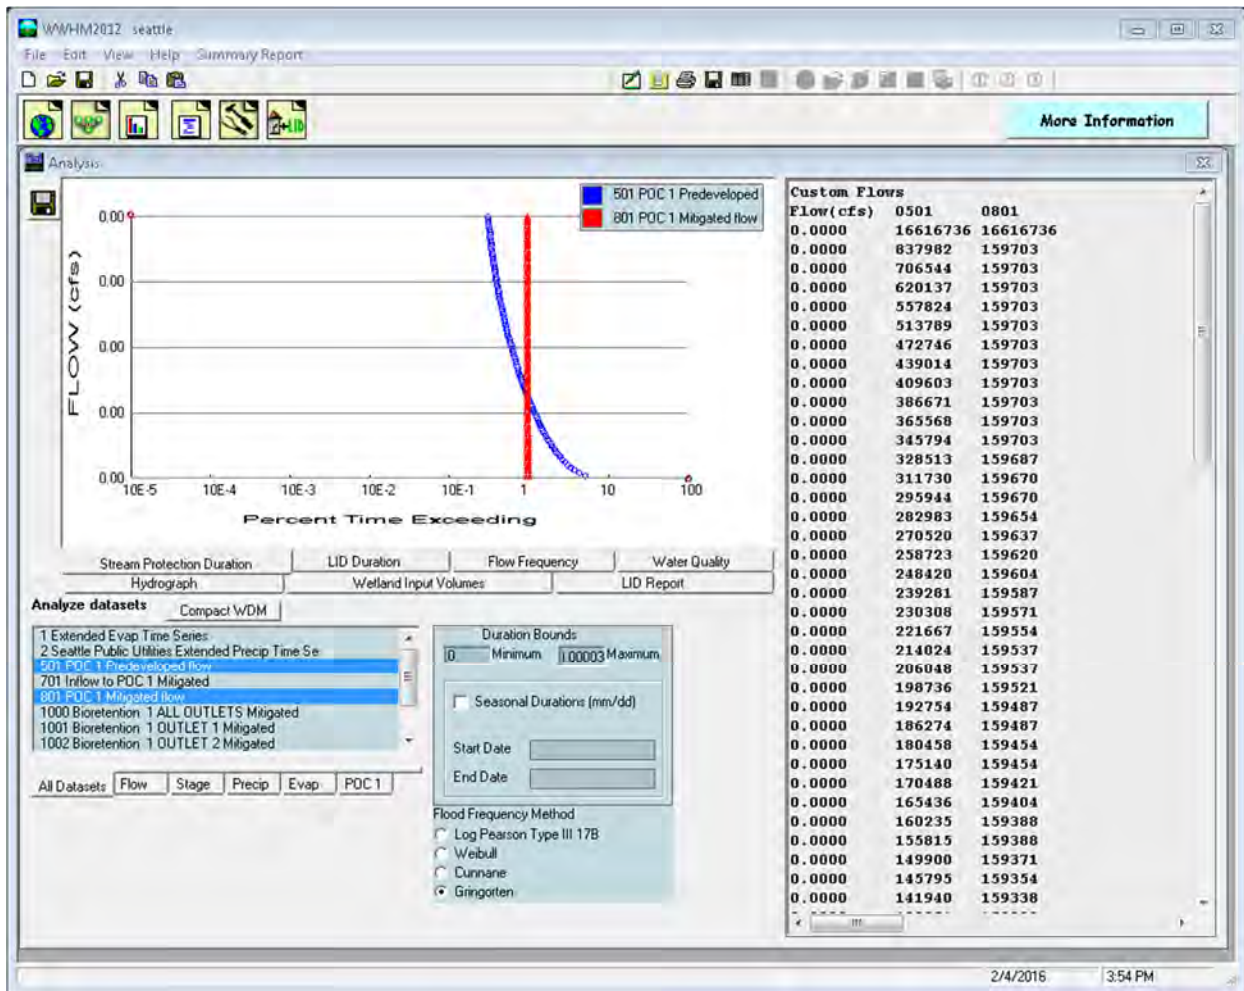 WWHM2012 seattle
File Edit View Help Summary Report
More Information
Analysis
501 POC 1 Predeveloped
801 POC 1 Mitigated flow
FLOW (cfs)
0.00
0.00
0.00
0.00
0.00
10E-5 10E-4 10E-3 10E-2 10E-1 1 10 100
Percent Time Exceeding
Stream Protection Duration LID Duration Flow Frequency Water Quality
Hydrograph Wetland Input Volumes LID Report
Analyze datasets Compact WDM
1 Extended Evap Time Series
2 Seattle Public Utilities Extended Precip Time Se
501 POC 1 Predeveloped flow
701 Inflow to POC 1 Mitigated
801 POC 1 Mitigated flow
1000 Bioretention 1 ALL OUTLETS Mitigated
1001 Bioretention 1 OUTLET 1 Mitigated
1002 Bioretention 1 OUTLET 2 Mitigated
All Datasets Flow Stage Precip Evap POC 1
Duration Bounds
0 Minimum Maximum
Seasonal Durations (mm/dd)
Start Date
End Date
Flood Frequency Method
Log Pearson Type III 17B
Weibull
Cunnane
Gringorten
Custom Flows
Flow(cfs) 0501 0801
0.0000 16616736 16616736
0.0000 837982 159703
0.0000 706544 159703
0.0000 620137 159703
0.0000 557824 159703
0.0000 513789 159703
0.0000 472746 159703
0.0000 439014 159703
0.0000 409603 159703
0.0000 386671 159703
0.0000 365568 159703
0.0000 345794 159703
0.0000 328513 159687
0.0000 311730 159670
0.0000 295944 159670
0.0000 282983 159654
0.0000 270520 159637
0.0000 258723 159620
0.0000 248420 159604
0.0000 239281 159587
0.0000 230308 159571
0.0000 221667 159554
0.0000 214024 159537
0.0000 206048 159537
0.0000 198736 159521
0.0000 192754 159487
0.0000 186274 159487
0.0000 180458 159454
0.0000 175140 159454
0.0000 170488 159421
0.0000 165436 159404
0.0000 160235 159388
0.0000 155815 159388
0.0000 149900 159371
0.0000 145795 159354
0.0000 141940 159338
2/4/2016 3:54 PM